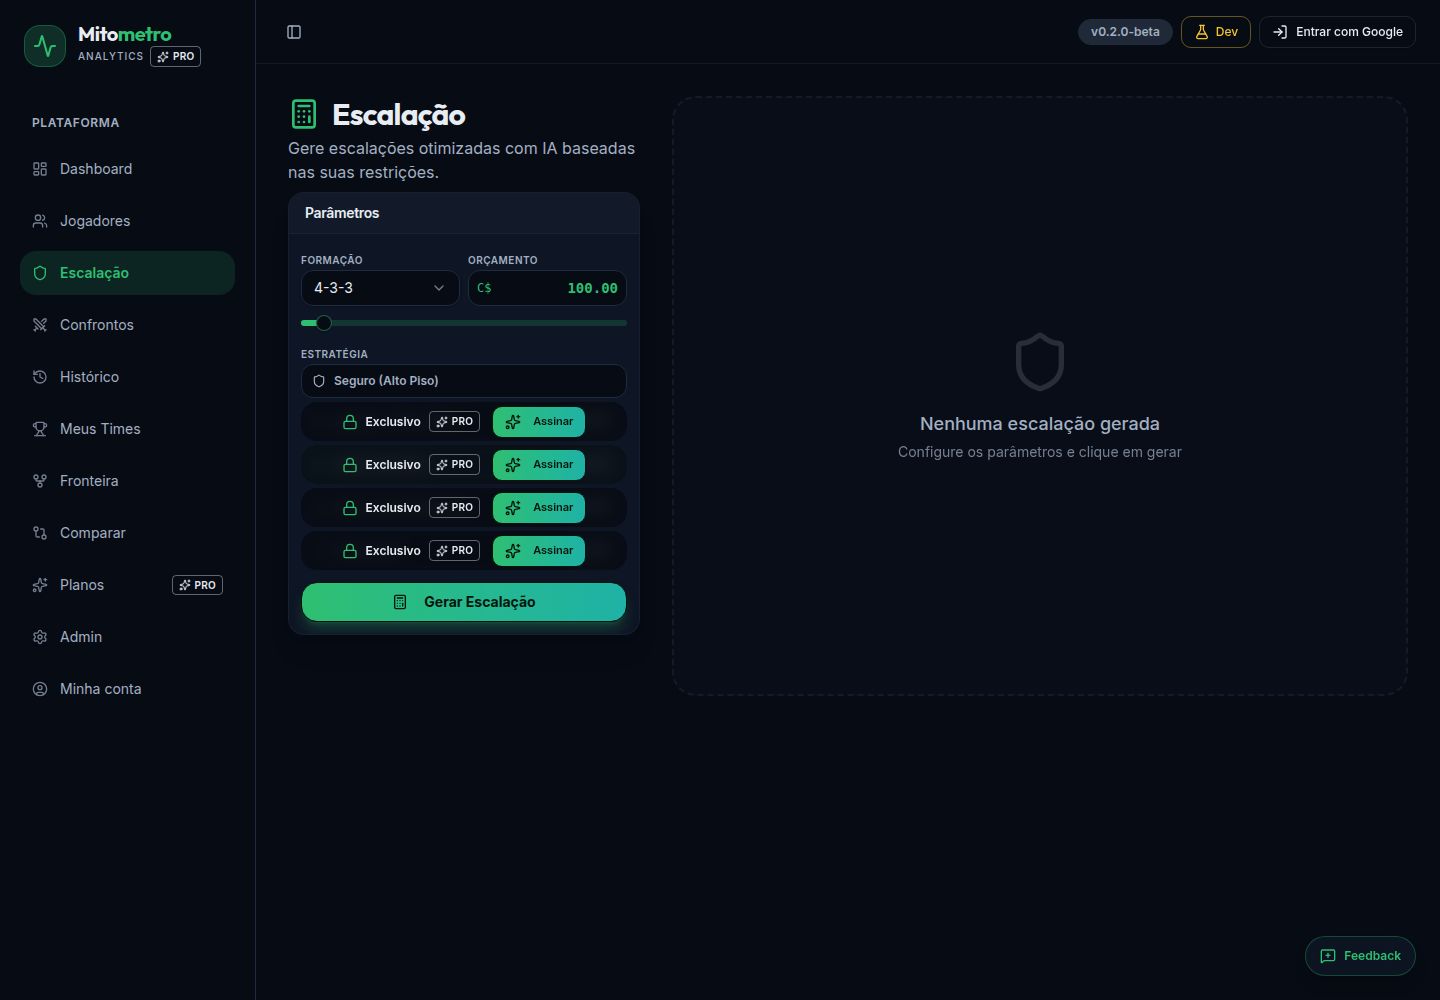 Mitometro
ANALYTICS PRO
PLATAFORMA
Dashboard
Jogadores
Escalação
Confrontos
Histórico
Meus Times
Fronteira
Comparar
Planos PRO
Admin
Minha conta
v0.2.0-beta
Dev
Entrar com Google
Escalação
Gere escalações otimizadas com IA baseadas
nas suas restrições.
Parâmetros
FORMAÇÃO
ORÇAMENTO
4-3-3
C$ 100.00
ESTRATÉGIA
Seguro (Alto Piso)
Exclusivo PRO Assinar
Exclusivo PRO Assinar
Exclusivo PRO Assinar
Exclusivo PRO Assinar
Gerar Escalação
Nenhuma escalação gerada
Configure os parâmetros e clique em gerar
Feedback